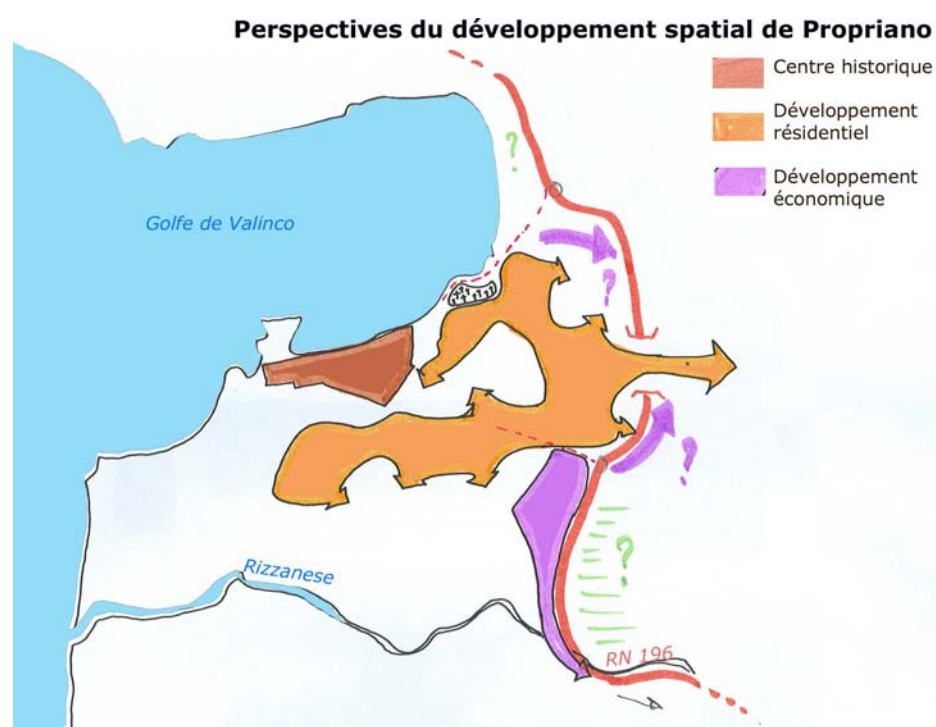 Perspectives du développement spatial de Propriano
Centre historique
Développement
résidentiel
Développement
économique
?
Golfe de Valinco
?
?
?
Rizzanese
RN 196